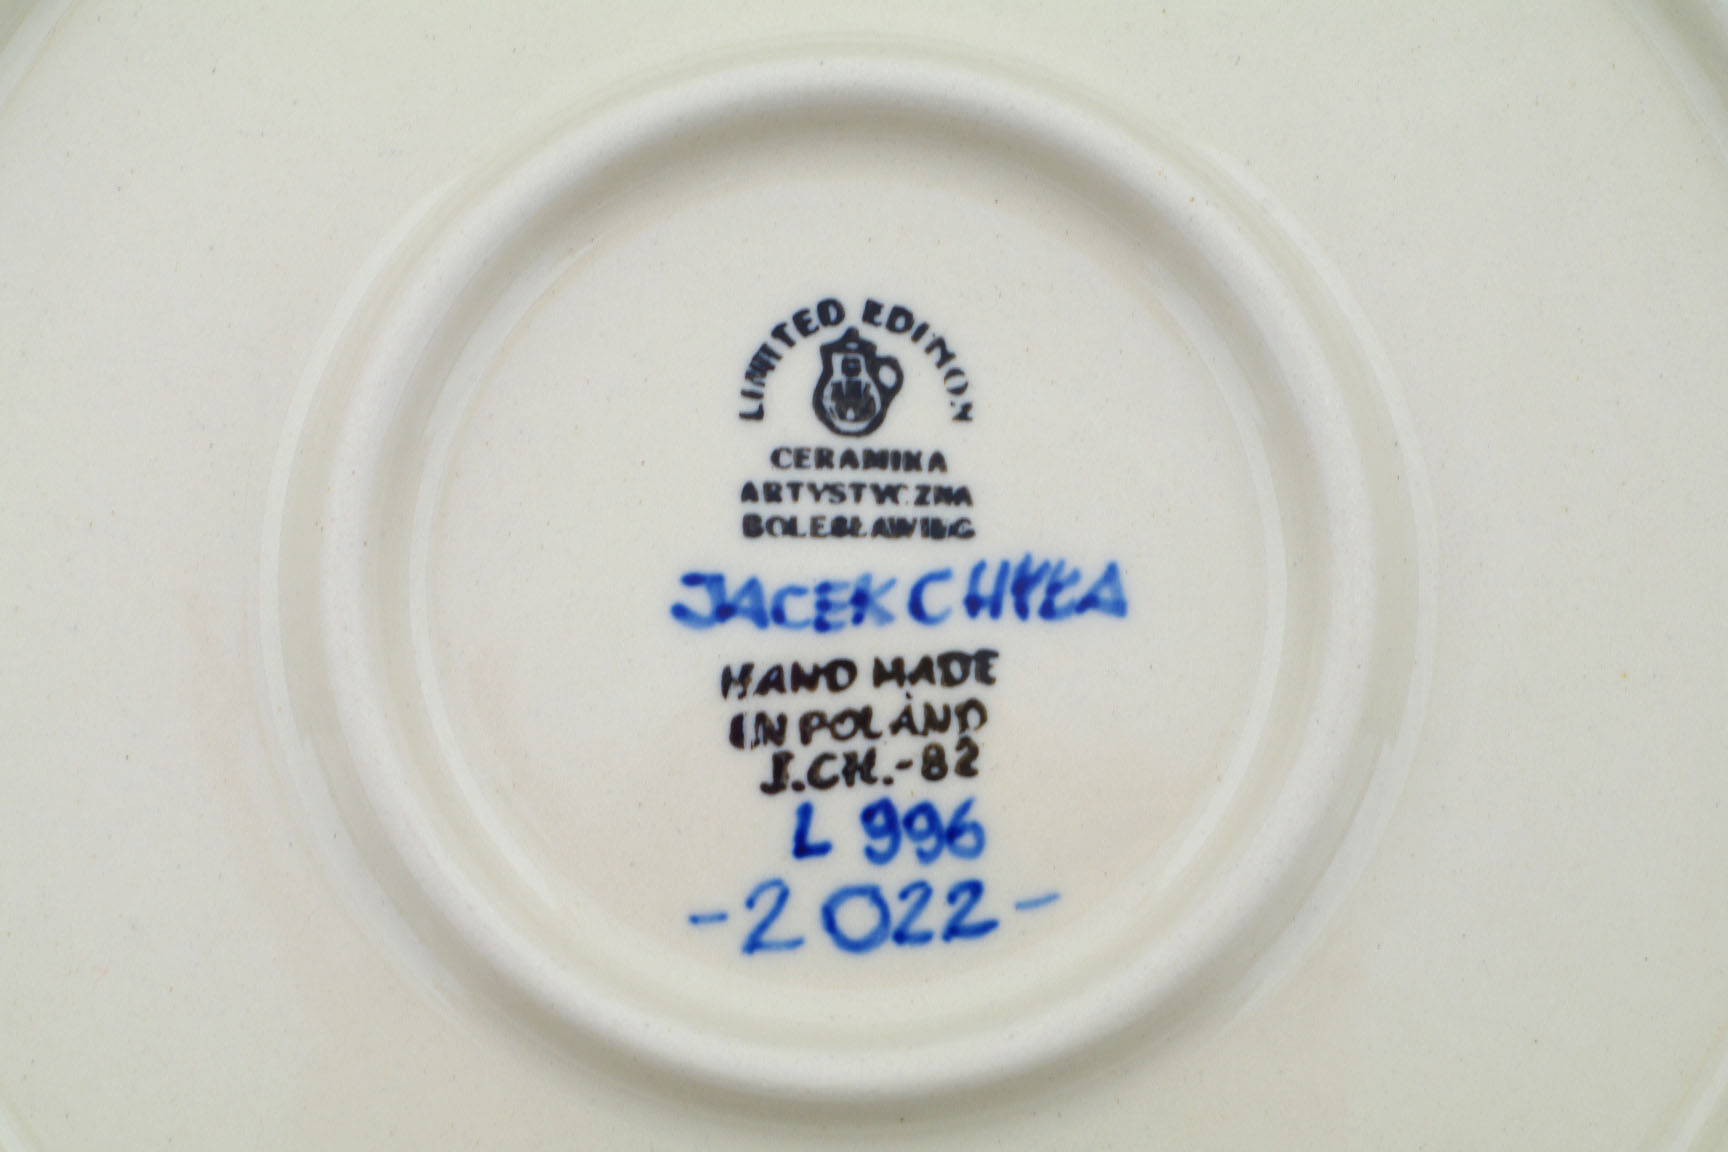 LIMITED EDITION
CERAMIKA
ARTYSTYCZNA
BOLESŁAWIEC
JACEK CHYŁA
HAND MADE
IN POLAND
J.CH.-82
L 996
-2022-